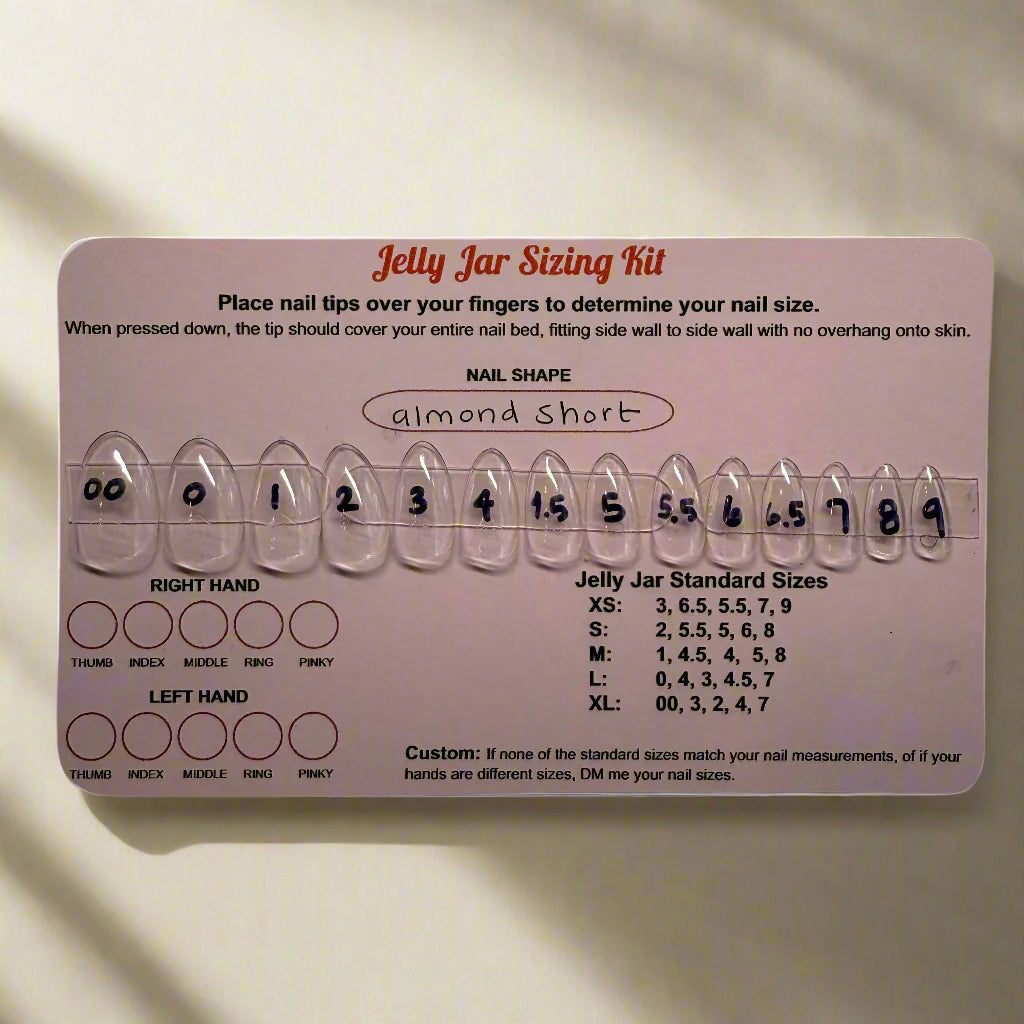 Jelly Jar Sizing Kit
Place nail tips over your fingers to determine your nail size.
When pressed down, the tip should cover your entire nail bed, fitting side wall to side wall with no overhang onto skin.
NAIL SHAPE
almond short
00 0 1 2 3 4 1.5 5 5.5 6 6.5 7 8 9
RIGHT HAND
THUMB INDEX MIDDLE RING PINKY
LEFT HAND
THUMB INDEX MIDDLE RING PINKY
Jelly Jar Standard Sizes
XS: 3, 6.5, 5.5, 7, 9
S: 2, 5.5, 5, 6, 8
M: 1, 4.5, 4, 5, 8
L: 0, 4, 3, 4.5, 7
XL: 00, 3, 2, 4, 7
Custom: If none of the standard sizes match your nail measurements, of if your
hands are different sizes, DM me your nail sizes.